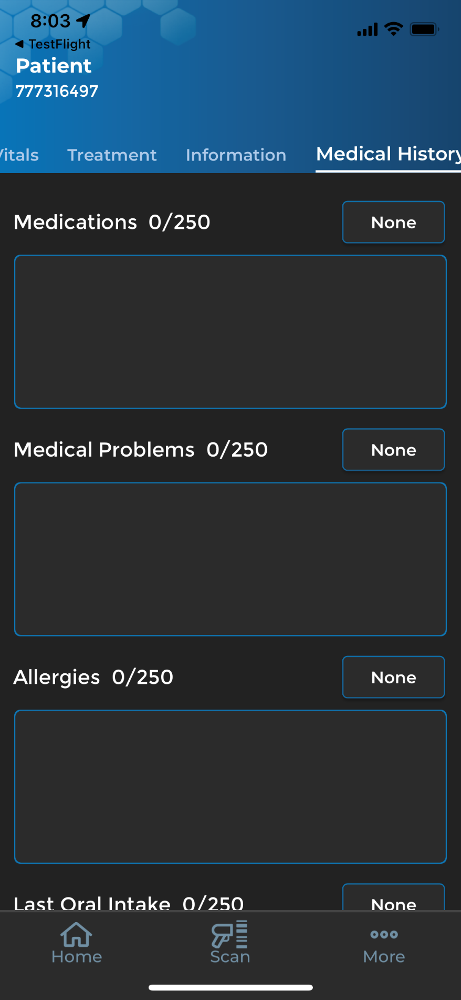 8:03
◀ TestFlight
Patient
777316497
Vitals Treatment Information Medical History
Medications 0/250 None
Medical Problems 0/250 None
Allergies 0/250 None
Last Oral Intake 0/250 None
Home Scan More